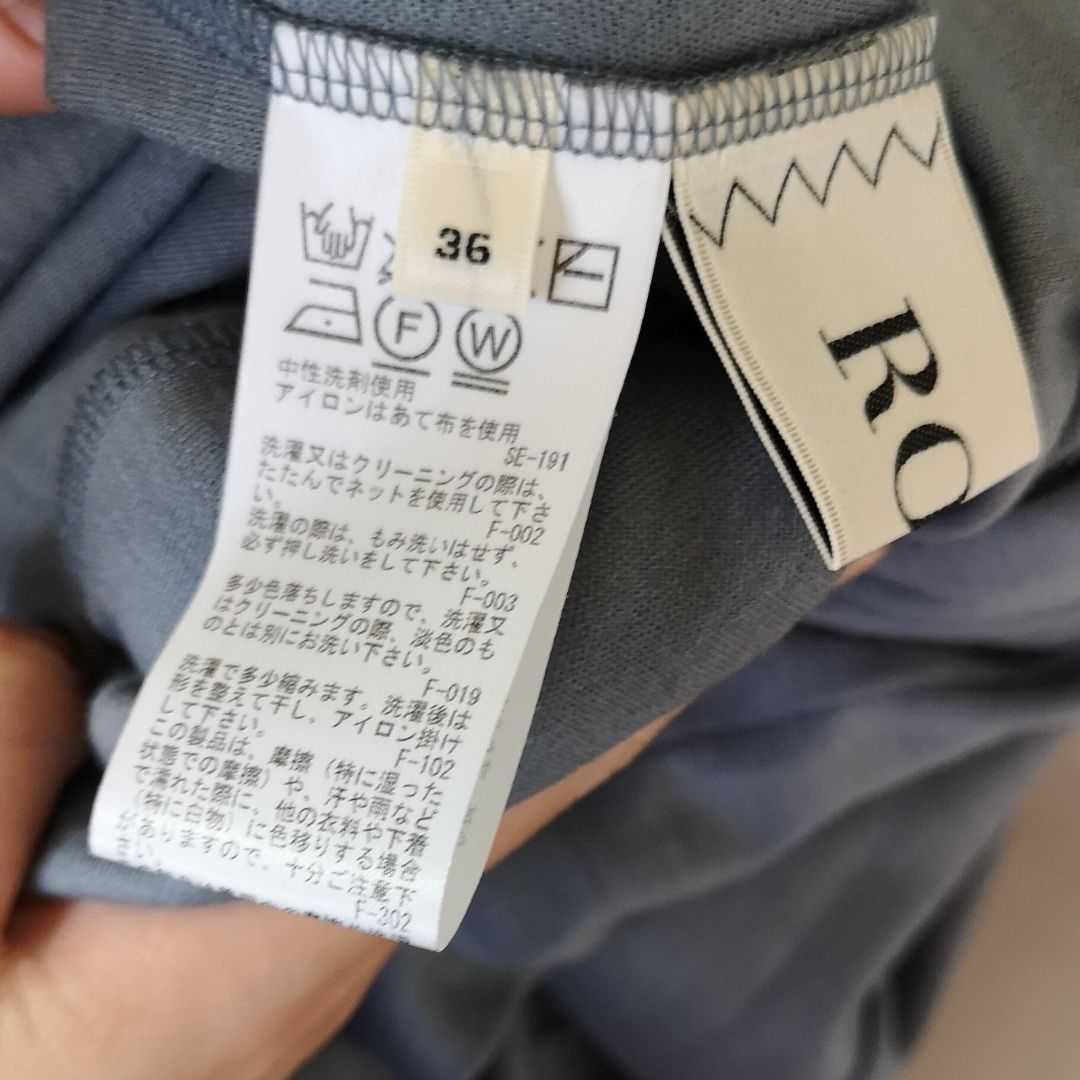 36
F
W
中性洗剤使用
アイロンはあて布を使用
SE-191
洗濯又はクリーニングの際は、
たたんでネットを使用して下さ
い。
F-002
洗濯の際は、もみ洗いはせず、
必ず押し洗いをして下さい。
F-003
多少色落ちしますので、洗濯又
はクリーニングの際、淡色のも
のとは別にお洗い下さい。
F-019
洗濯で多少縮みます。洗濯後は
形を整えて干し、アイロン掛け
して下さい。
F-102
この製品は、摩擦（特に湿った
状態での摩擦）や、汗や雨など
で濡れた際に、他の衣料や下着
（特に白物）に色移りする場合
がありますので、十分ご注意下
さい。
F-302
RO